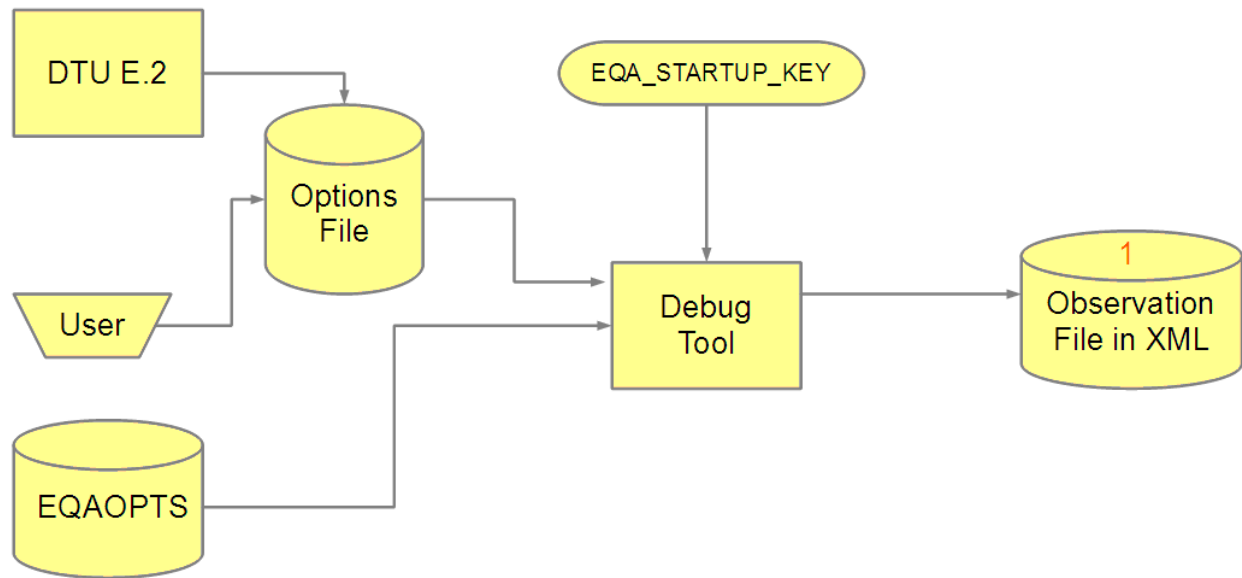 DTU E.2
EQA_STARTUP_KEY
Options
File
1
Observation
File in XML
Debug
Tool
User
EQAOPTS